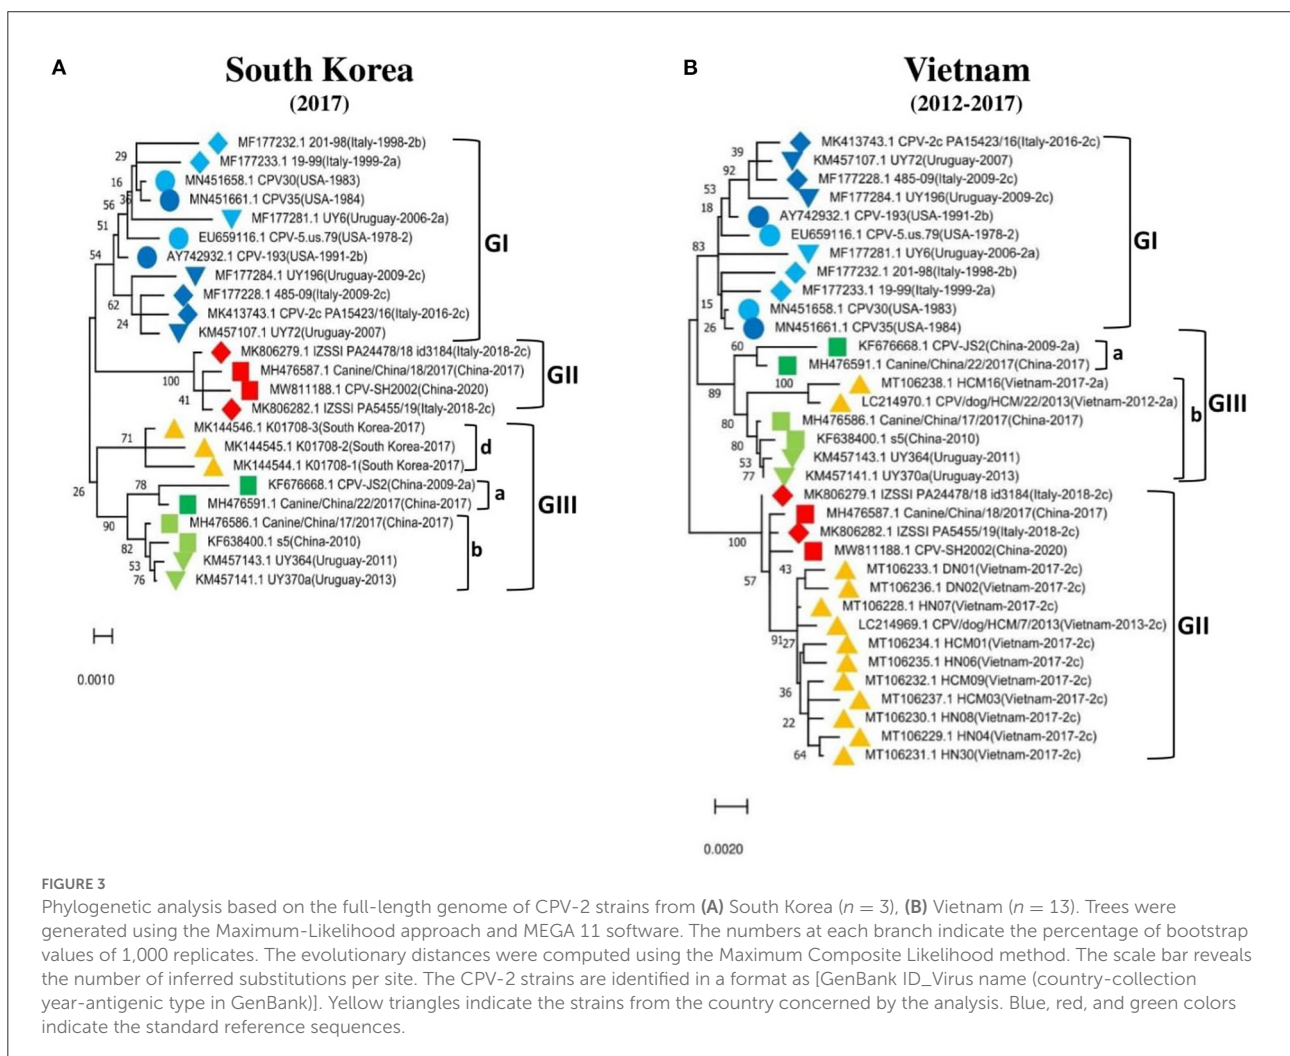 A
South Korea
(2017)
29
16
36
56
51
54
62
24
100
41
71
26
78
90
82
53
76
MF177232.1 201-98(Italy-1998-2b)
MF177233.1 19-99(Italy-1999-2a)
MN451658.1 CPV30(USA-1983)
MN451661.1 CPV35(USA-1984)
MF177281.1 UY6(Uruguay-2006-2a)
EU659116.1 CPV-5.us.79(USA-1978-2)
AY742932.1 CPV-193(USA-1991-2b)
MF177284.1 UY196(Uruguay-2009-2c)
MF177228.1 485-09(Italy-2009-2c)
MK413743.1 CPV-2c PA15423/16(Italy-2016-2c)
KM457107.1 UY72(Uruguay-2007)
MK806279.1 IZSSI PA24478/18 id3184(Italy-2018-2c)
MH476587.1 Canine/China/18/2017(China-2017)
MW811188.1 CPV-SH2002(China-2020)
MK806282.1 IZSSI PA5455/19(Italy-2018-2c)
MK144546.1 K01708-3(South Korea-2017)
MK144545.1 K01708-2(South Korea-2017)
MK144544.1 K01708-1(South Korea-2017)
KF676668.1 CPV-JS2(China-2009-2a)
MH476591.1 Canine/China/22/2017(China-2017)
MH476586.1 Canine/China/17/2017(China-2017)
KF638400.1 s5(China-2010)
KM457143.1 UY364(Uruguay-2011)
KM457141.1 UY370a(Uruguay-2013)
GI
GII
d
a
b
GIII
0.0010
B
Vietnam
(2012-2017)
39
92
53
18
83
15
26
60
100
89
80
80
53
77
100
57
43
91
27
36
22
64
MK413743.1 CPV-2c PA15423/16(Italy-2016-2c)
KM457107.1 UY72(Uruguay-2007)
MF177228.1 485-09(Italy-2009-2c)
MF177284.1 UY196(Uruguay-2009-2c)
AY742932.1 CPV-193(USA-1991-2b)
EU659116.1 CPV-5.us.79(USA-1978-2)
MF177281.1 UY6(Uruguay-2006-2a)
MF177232.1 201-98(Italy-1998-2b)
MF177233.1 19-99(Italy-1999-2a)
MN451658.1 CPV30(USA-1983)
MN451661.1 CPV35(USA-1984)
KF676668.1 CPV-JS2(China-2009-2a)
MH476591.1 Canine/China/22/2017(China-2017)
MT106238.1 HCM16(Vietnam-2017-2a)
LC214970.1 CPV/dog/HCM/22/2013(Vietnam-2012-2a)
MH476586.1 Canine/China/17/2017(China-2017)
KF638400.1 s5(China-2010)
KM457143.1 UY364(Uruguay-2011)
KM457141.1 UY370a(Uruguay-2013)
MK806279.1 IZSSI PA24478/18 id3184(Italy-2018-2c)
MH476587.1 Canine/China/18/2017(China-2017)
MK806282.1 IZSSI PA5455/19(Italy-2018-2c)
MW811188.1 CPV-SH2002(China-2020)
MT106233.1 DN01(Vietnam-2017-2c)
MT106236.1 DN02(Vietnam-2017-2c)
MT106228.1 HN07(Vietnam-2017-2c)
LC214969.1 CPV/dog/HCM/7/2013(Vietnam-2013-2c)
MT106234.1 HCM01(Vietnam-2017-2c)
MT106235.1 HN06(Vietnam-2017-2c)
MT106232.1 HCM09(Vietnam-2017-2c)
MT106237.1 HCM03(Vietnam-2017-2c)
MT106230.1 HN08(Vietnam-2017-2c)
MT106229.1 HN04(Vietnam-2017-2c)
MT106231.1 HN30(Vietnam-2017-2c)
GI
a
b
GIII
GII
0.0020
FIGURE 3
Phylogenetic analysis based on the full-length genome of CPV-2 strains from (A) South Korea (n = 3), (B) Vietnam (n = 13). Trees were
generated using the Maximum-Likelihood approach and MEGA 11 software. The numbers at each branch indicate the percentage of bootstrap
values of 1,000 replicates. The evolutionary distances were computed using the Maximum Composite Likelihood method. The scale bar reveals
the number of inferred substitutions per site. The CPV-2 strains are identified in a format as [GenBank ID_Virus name (country-collection
year-antigenic type in GenBank)]. Yellow triangles indicate the strains from the country concerned by the analysis. Blue, red, and green colors
indicate the standard reference sequences.